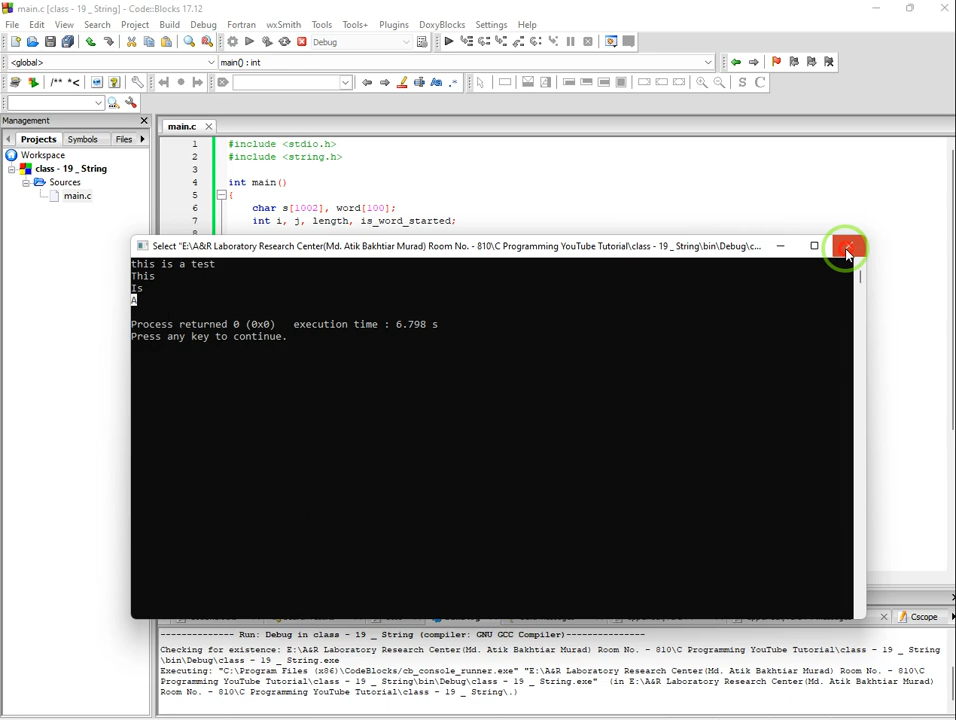 main.c [class - 19 _ String] - Code::Blocks 17.12
File Edit View Search Project Build Debug Fortran wxSmith Tools Tools+ Plugins DoxyBlocks Settings Help
Debug
<global> main() : int
/** *<
Management
main.c
Projects Symbols Files
Workspace
class - 19 _ String
Sources
main.c
1 #include <stdio.h>
2 #include <string.h>
3
4 int main()
5 {
6 char s[1002], word[100];
7 int i, j, length, is_word_started;
Select "E:\A&R Laboratory Research Center(Md. Atik Bakhtiar Murad) Room No. - 810\C Programming YouTube Tutorial\class - 19 _ String\bin\Debug\c...
this is a test
This
Is
A
Process returned 0 (0x0) execution time : 6.798 s
Press any key to continue.
Cscope
-------------- Run: Debug in class - 19 _ String (compiler: GNU GCC Compiler)---------------
Checking for existence: E:\A&R Laboratory Research Center(Md. Atik Bakhtiar Murad) Room No. - 810\C Programming YouTube Tutorial\class - 19 _ String
\bin\Debug\class - 19 _ String.exe
Executing: "C:\Program Files (x86)\CodeBlocks/cb_console_runner.exe" "E:\A&R Laboratory Research Center(Md. Atik Bakhtiar Murad) Room No. - 810\C
Programming YouTube Tutorial\class - 19 _ String\bin\Debug\class - 19 _ String.exe" (in E:\A&R Laboratory Research Center(Md. Atik Bakhtiar Murad)
Room No. - 810\C Programming YouTube Tutorial\class - 19 _ String\.)